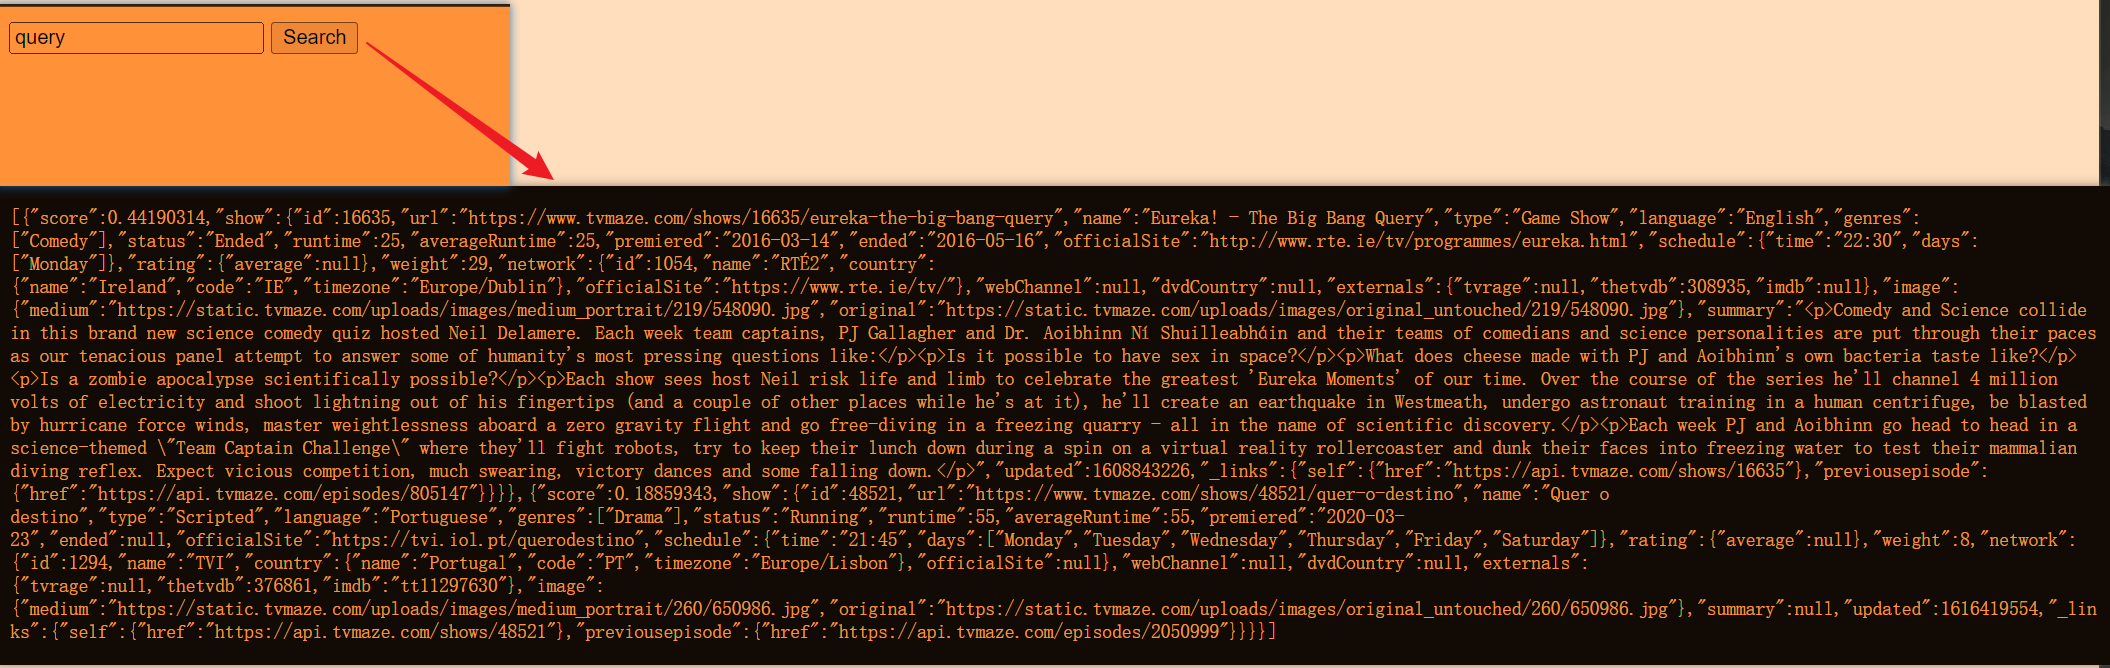 query
Search
[{"score":0.44190314,"show":{"id":16635,"url":"https://www.tvmaze.com/shows/16635/eureka-the-big-bang-query","name":"Eureka! - The Big Bang Query","type":"Game Show","language":"English","genres":
["Comedy"],"status":"Ended","runtime":25,"averageRuntime":25,"premiered":"2016-03-14","ended":"2016-05-16","officialSite":"http://www.rte.ie/tv/programmes/eureka.html","schedule":{"time":"22:30","days":
["Monday"]},"rating":{"average":null},"weight":29,"network":{"id":1054,"name":"RTÉ2","country":
{"name":"Ireland","code":"IE","timezone":"Europe/Dublin"},"officialSite":"https://www.rte.ie/tv/"},"webChannel":null,"dvdCountry":null,"externals":{"tvrage":null,"thetvdb":308935,"imdb":null},"image":
{"medium":"https://static.tvmaze.com/uploads/images/medium_portrait/219/548090.jpg","original":"https://static.tvmaze.com/uploads/images/original_untouched/219/548090.jpg"},"summary":"<p>Comedy and Science collide
in this brand new science comedy quiz hosted Neil Delamere. Each week team captains, PJ Gallagher and Dr. Aoibhinn Ní Shuilleabháin and their teams of comedians and science personalities are put through their paces
as our tenacious panel attempt to answer some of humanity's most pressing questions like:</p><p>Is it possible to have sex in space?</p><p>What does cheese made with PJ and Aoibhinn's own bacteria taste like?</p>
<p>Is a zombie apocalypse scientifically possible?</p><p>Each show sees host Neil risk life and limb to celebrate the greatest 'Eureka Moments' of our time. Over the course of the series he'll channel 4 million
volts of electricity and shoot lightning out of his fingertips (and a couple of other places while he's at it), he'll create an earthquake in Westmeath, undergo astronaut training in a human centrifuge, be blasted
by hurricane force winds, master weightlessness aboard a zero gravity flight and go free-diving in a freezing quarry - all in the name of scientific discovery.</p><p>Each week PJ and Aoibhinn go head to head in a
science-themed \"Team Captain Challenge\" where they'll fight robots, try to keep their lunch down during a spin on a virtual reality rollercoaster and dunk their faces into freezing water to test their mammalian
diving reflex. Expect vicious competition, much swearing, victory dances and some falling down.</p>","updated":1608843226,"_links":{"self":{"href":"https://api.tvmaze.com/shows/16635"},"previousepisode":
{"href":"https://api.tvmaze.com/episodes/805147"}}}},{"score":0.18859343,"show":{"id":48521,"url":"https://www.tvmaze.com/shows/48521/quer-o-destino","name":"Quer o
destino","type":"Scripted","language":"Portuguese","genres":["Drama"],"status":"Running","runtime":55,"averageRuntime":55,"premiered":"2020-03-
23","ended":null,"officialSite":"https://tvi.iol.pt/querodestino","schedule":{"time":"21:45","days":["Monday","Tuesday","Wednesday","Thursday","Friday","Saturday"]},"rating":{"average":null},"weight":8,"network":
{"id":1294,"name":"TVI","country":{"name":"Portugal","code":"PT","timezone":"Europe/Lisbon"},"officialSite":null},"webChannel":null,"dvdCountry":null,"externals":
{"tvrage":null,"thetvdb":376861,"imdb":"tt11297630"},"image":
{"medium":"https://static.tvmaze.com/uploads/images/medium_portrait/260/650986.jpg","original":"https://static.tvmaze.com/uploads/images/original_untouched/260/650986.jpg"},"summary":null,"updated":1616419554,"_lin
ks":{"self":{"href":"https://api.tvmaze.com/shows/48521"},"previousepisode":{"href":"https://api.tvmaze.com/episodes/2050999"}}}}]